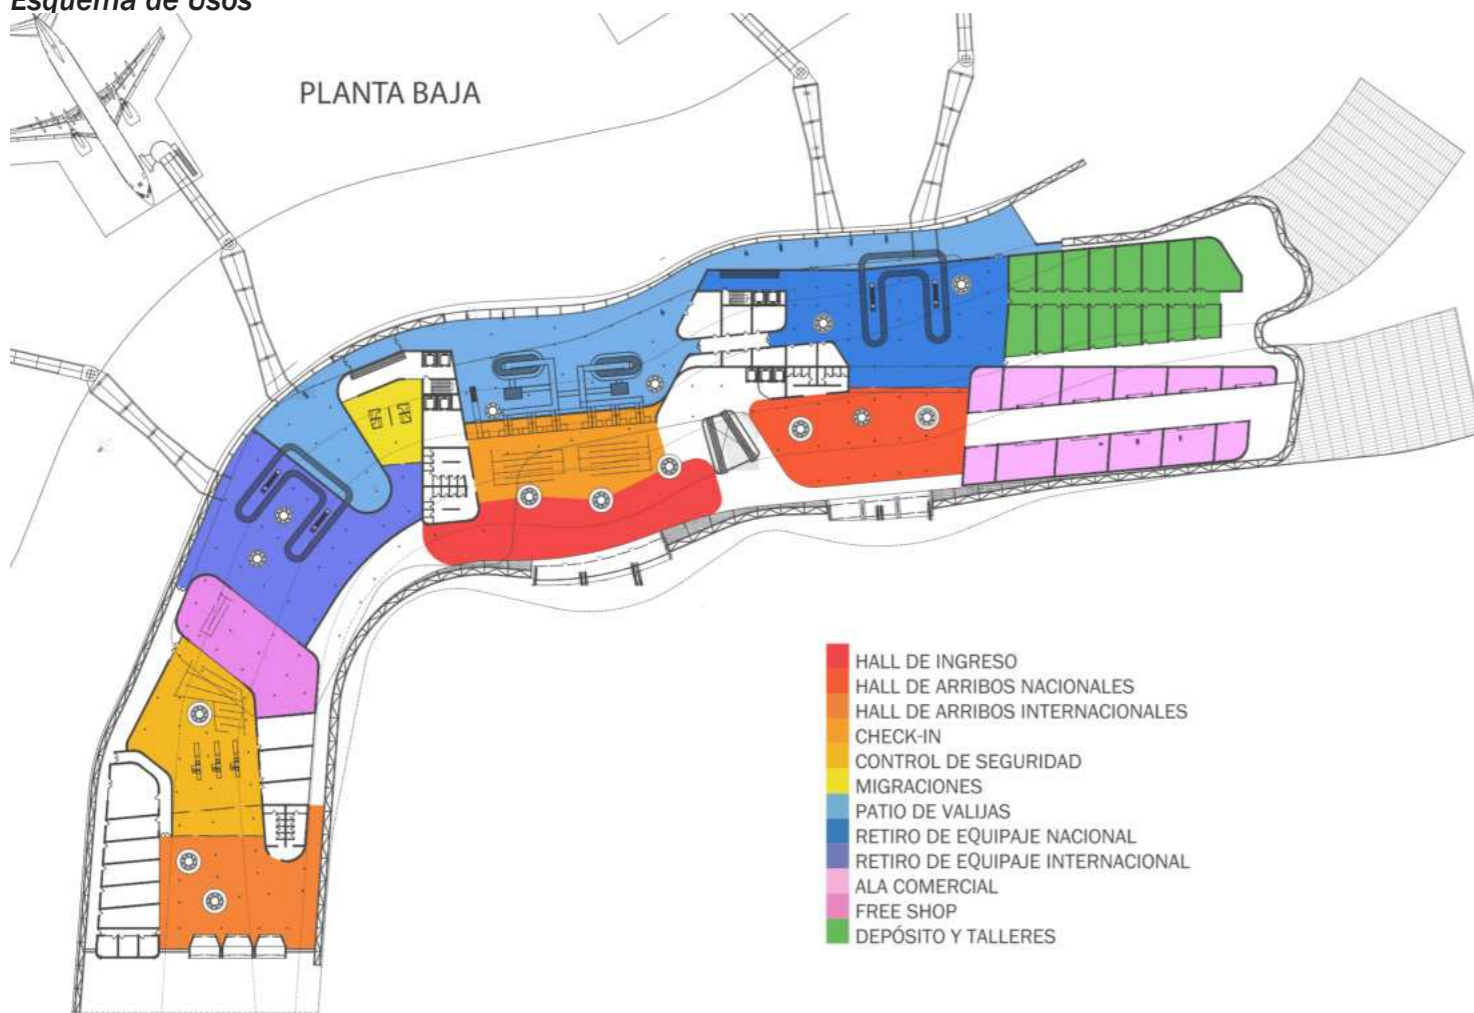 Esquema de Usos
PLANTA BAJA
HALL DE INGRESO
HALL DE ARRIBOS NACIONALES
HALL DE ARRIBOS INTERNACIONALES
CHECK-IN
CONTROL DE SEGURIDAD
MIGRACIONES
PATIO DE VALIJAS
RETIRO DE EQUIPAJE NACIONAL
RETIRO DE EQUIPAJE INTERNACIONAL
ALA COMERCIAL
FREE SHOP
DEPÓSITO Y TALLERES